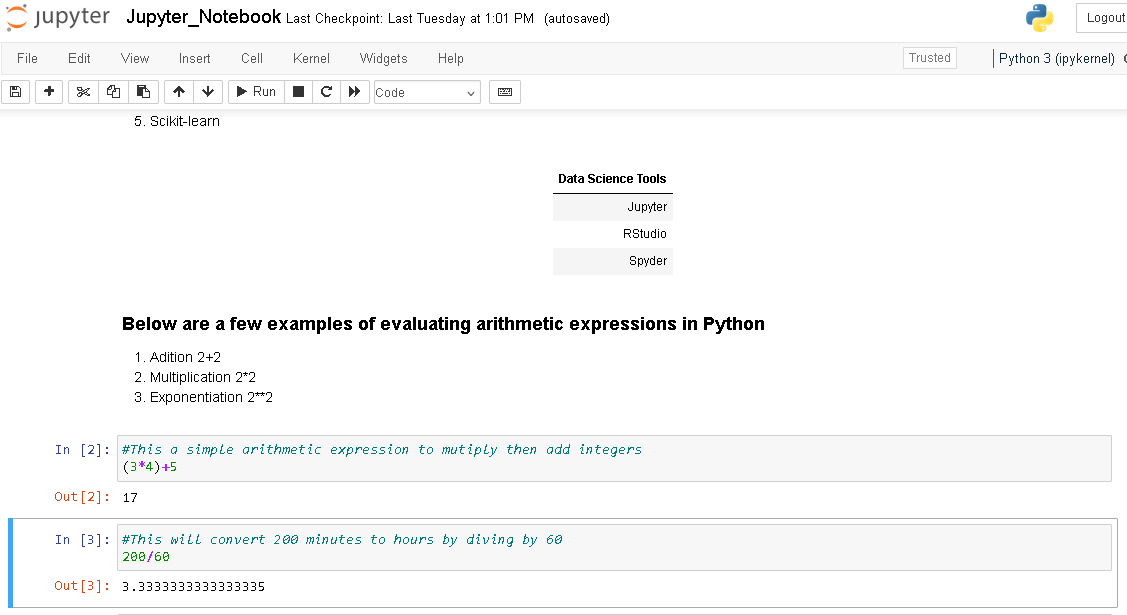 jupyter Jupyter_Notebook Last Checkpoint: Last Tuesday at 1:01 PM (autosaved) Logout
File Edit View Insert Cell Kernel Widgets Help Trusted Python 3 (ipykernel)
Run Code
5. Scikit-learn
Data Science Tools
Jupyter
RStudio
Spyder
Below are a few examples of evaluating arithmetic expressions in Python
1. Adition 2+2
2. Multiplication 2*2
3. Exponentiation 2**2
In [2]: #This a simple arithmetic expression to mutiply then add integers
(3*4)+5
Out[2]: 17
In [3]: #This will convert 200 minutes to hours by diving by 60
200/60
Out[3]: 3.3333333333333335